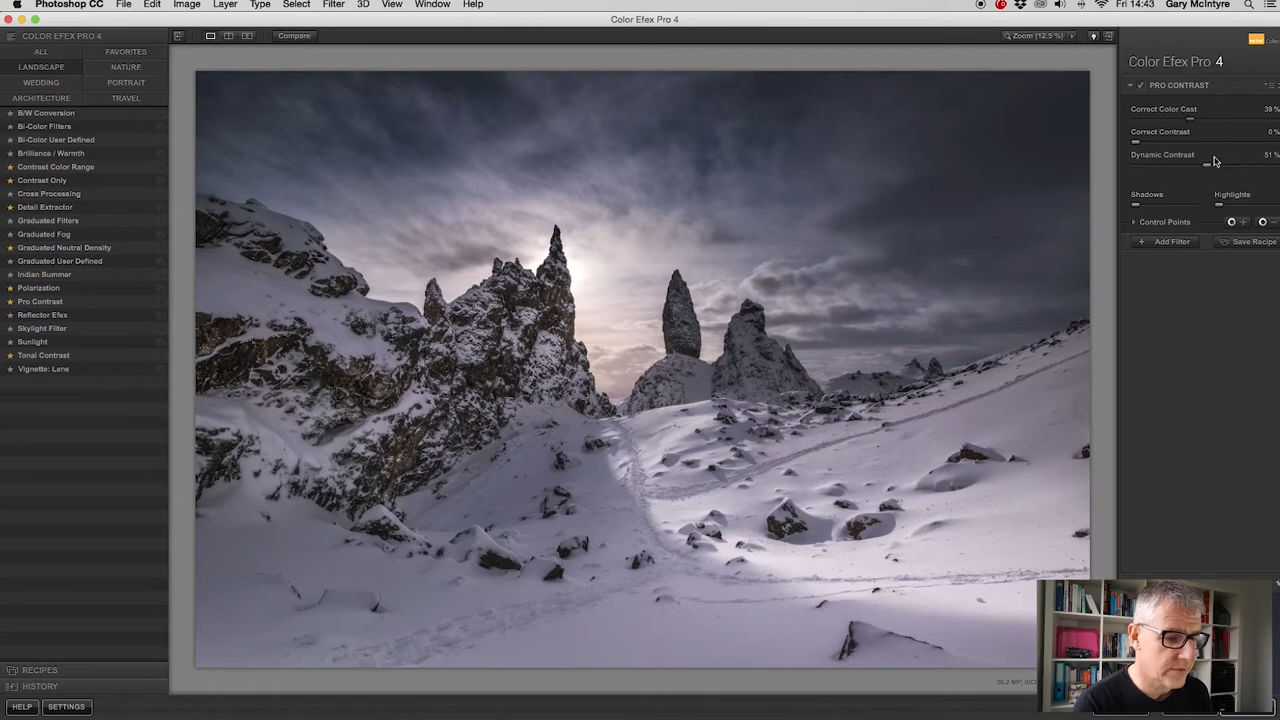 Photoshop CC File Edit Image Layer Type Select Filter 3D View Window Help Fri 14:43 Gary McIntyre
Color Efex Pro 4
COLOR EFEX PRO 4
Compare
Zoom (12.5 %)
ALL FAVORITES
LANDSCAPE NATURE
WEDDING PORTRAIT
ARCHITECTURE TRAVEL
B/W Conversion
Bi-Color Filters
Bi-Color User Defined
Brilliance / Warmth
Contrast Color Range
Contrast Only
Cross Processing
Detail Extractor
Graduated Filters
Graduated Fog
Graduated Neutral Density
Graduated User Defined
Indian Summer
Polarization
Pro Contrast
Reflector Efex
Skylight Filter
Sunlight
Tonal Contrast
Vignette: Lens
RECIPES
HISTORY
HELP SETTINGS
Color Efex Pro 4
PRO CONTRAST
Correct Color Cast 39 %
Correct Contrast 0 %
Dynamic Contrast 51 %
Shadows Highlights
Control Points
+ Add Filter Save Recipe
36.2 MP, ISO